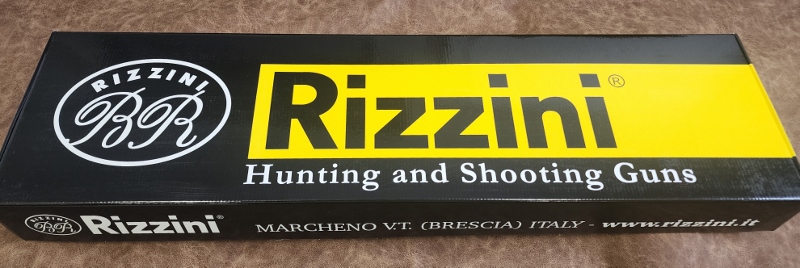 RIZZINI
BR
Rizzini®
Hunting and Shooting Guns
RIZZINI
BR
Rizzini®
MARCHENO V.T. (BRESCIA) ITALY - www.rizzini.it